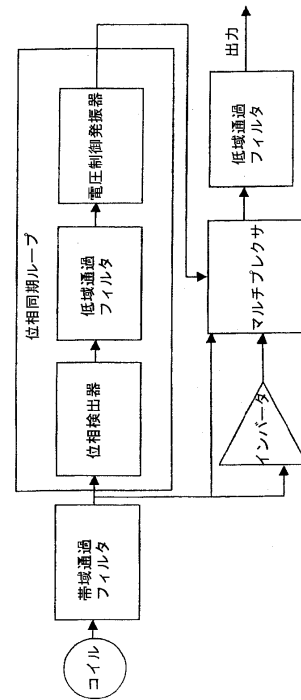 コイル
帯域通過
フィルタ
位相同期ループ
位相検出器
低域通過
フィルタ
電圧制御発振器
インバータ
マルチプレクサ
低域通過
フィルタ
出力